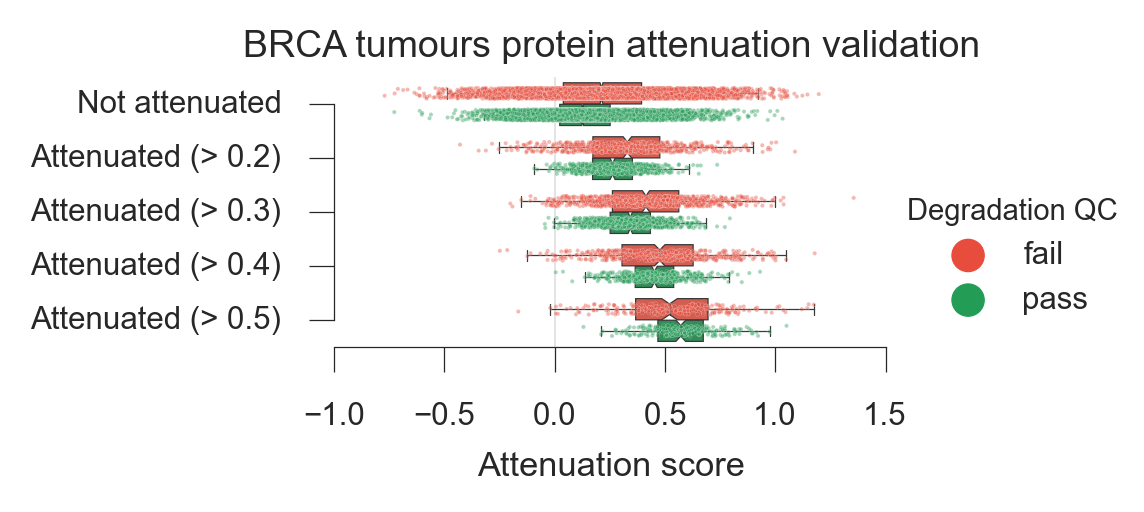 BRCA tumours protein attenuation validation
Not attenuated
Attenuated (> 0.2)
Attenuated (> 0.3)
Attenuated (> 0.4)
Attenuated (> 0.5)
Degradation QC
fail
pass
−1.0 −0.5 0.0 0.5 1.0 1.5
Attenuation score